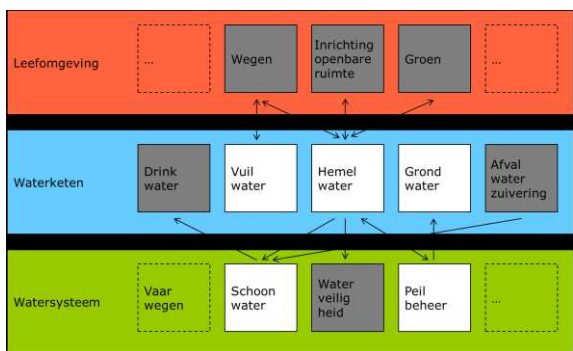 Leefomgeving
...
Wegen
Inrichting
openbare
ruimte
Groen
...
Waterketen
Drink
water
Vuil
water
Hemel
water
Grond
water
Afval
water
zuivering
Watersysteem
Vaar
wegen
Schoon
water
Water
veilig
heid
Peil
beheer
...